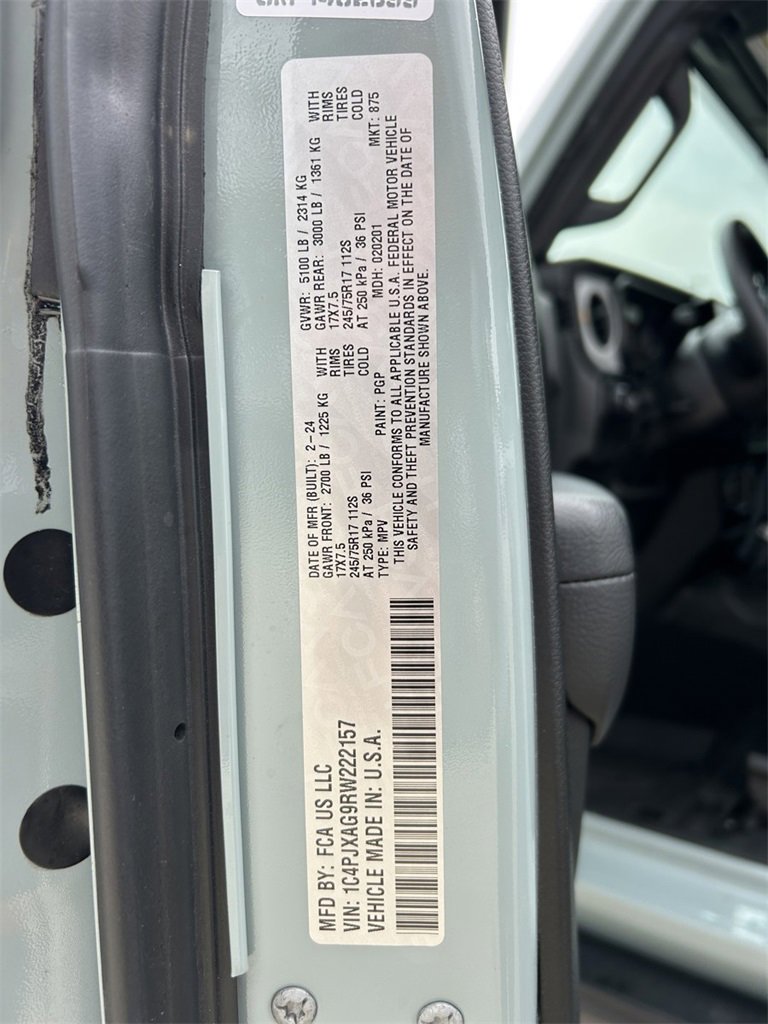 MFD BY: FCA US LLC
VIN: 1C4PJXAG9RW222157
VEHICLE MADE IN: U.S.A.
DATE OF MFR (BUILT): 2-24 GVWR: 5100 LB / 2314 KG
GAWR FRONT: 2700 LB / 1225 KG WITH GAWR REAR: 3000 LB / 1361 KG WITH
17X7.5 RIMS 17X7.5 RIMS
245/75R17 112S TIRES 245/75R17 112S TIRES
AT 250 kPa / 36 PSI COLD AT 250 kPa / 36 PSI COLD
TYPE: MPV PAINT: PGP MDH: 020201 MKT: 875
THIS VEHICLE CONFORMS TO ALL APPLICABLE U.S.A. FEDERAL MOTOR VEHICLE
SAFETY AND THEFT PREVENTION STANDARDS IN EFFECT ON THE DATE OF
MANUFACTURE SHOWN ABOVE.